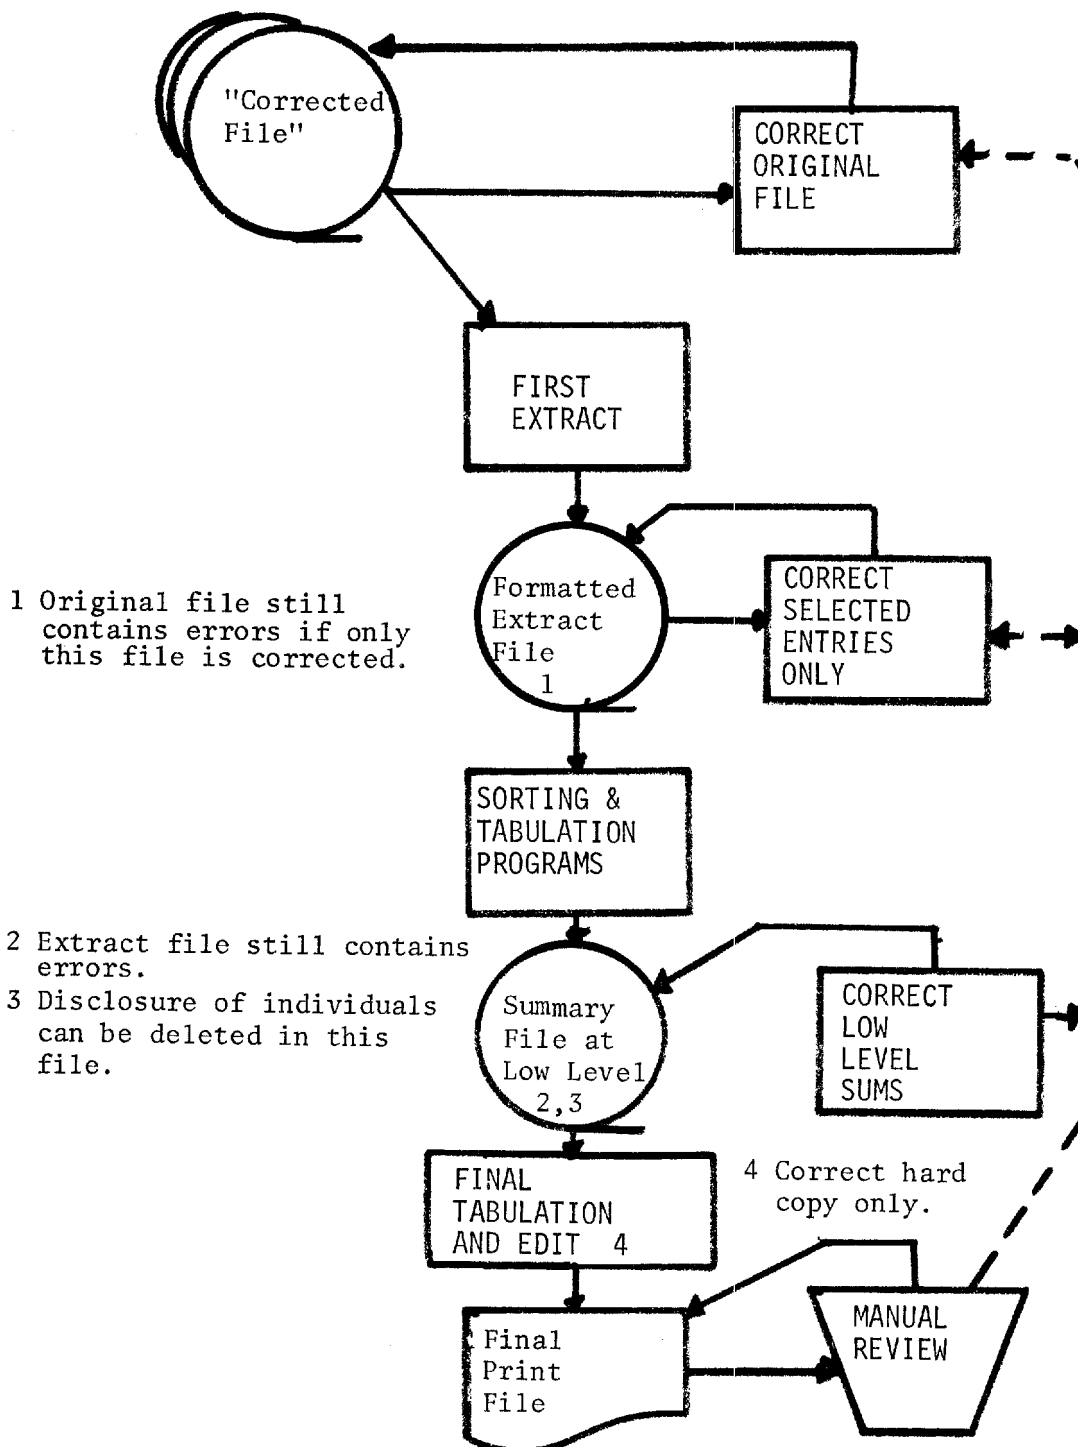 "Corrected
File"
CORRECT
ORIGINAL
FILE
FIRST
EXTRACT
Formatted
Extract
File
1
CORRECT
SELECTED
ENTRIES
ONLY
1 Original file still
contains errors if only
this file is corrected.
SORTING &
TABULATION
PROGRAMS
2 Extract file still contains
errors.
3 Disclosure of individuals
can be deleted in this
file.
Summary
File at
Low Level
2,3
CORRECT
LOW
LEVEL
SUMS
FINAL
TABULATION
AND EDIT 4
4 Correct hard
copy only.
Final
Print
File
MANUAL
REVIEW